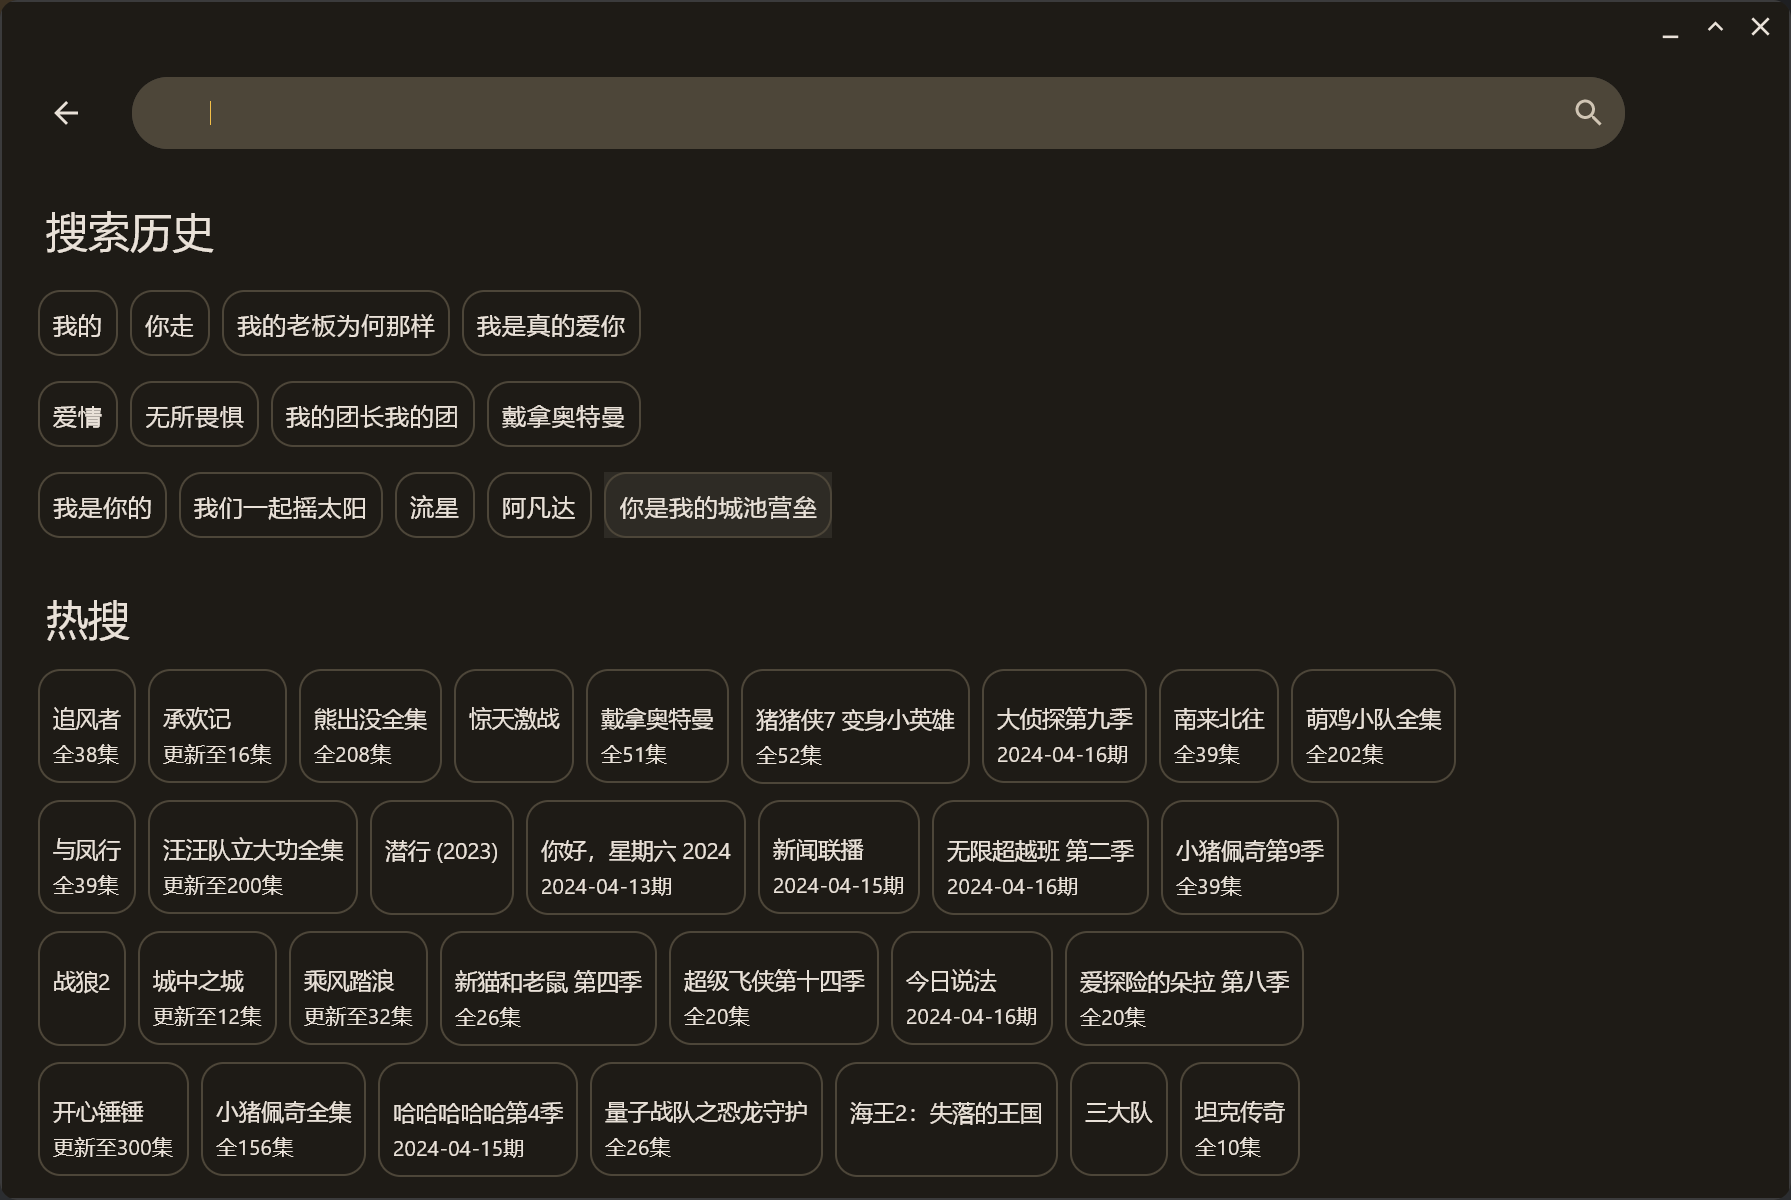 搜索历史
我的 你走 我的老板为何那样 我是真的爱你
爱情 无所畏惧 我的团长我的团 戴拿奥特曼
我是你的 我们一起摇太阳 流星 阿凡达 你是我的城池营垒
热搜
追风者 承欢记 熊出没全集 惊天激战 戴拿奥特曼 猪猪侠7 变身小英雄 大侦探第九季 南来北往 萌鸡小队全集
全38集 更新至16集 全208集 全51集 全52集 2024-04-16期 全39集 全202集
与凤行 汪汪队立大功全集 潜行 (2023) 你好，星期六 2024 新闻联播 无限超越班 第二季 小猪佩奇第9季
全39集 更新至200集 2024-04-13期 2024-04-15期 2024-04-16期 全39集
战狼2 城中之城 乘风踏浪 新猫和老鼠 第四季 超级飞侠第十四季 今日说法 爱探险的朵拉 第八季
更新至12集 更新至32集 全26集 全20集 2024-04-16期 全20集
开心锤锤 小猪佩奇全集 哈哈哈哈哈第4季 量子战队之恐龙守护 海王2：失落的王国 三大队 坦克传奇
更新至300集 全156集 2024-04-15期 全26集 全10集